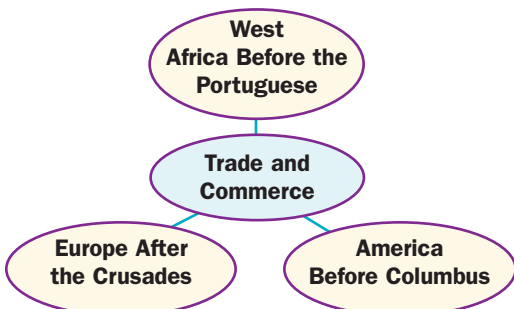 West
Africa Before the
Portuguese
Trade and
Commerce
Europe After
the Crusades
America
Before Columbus